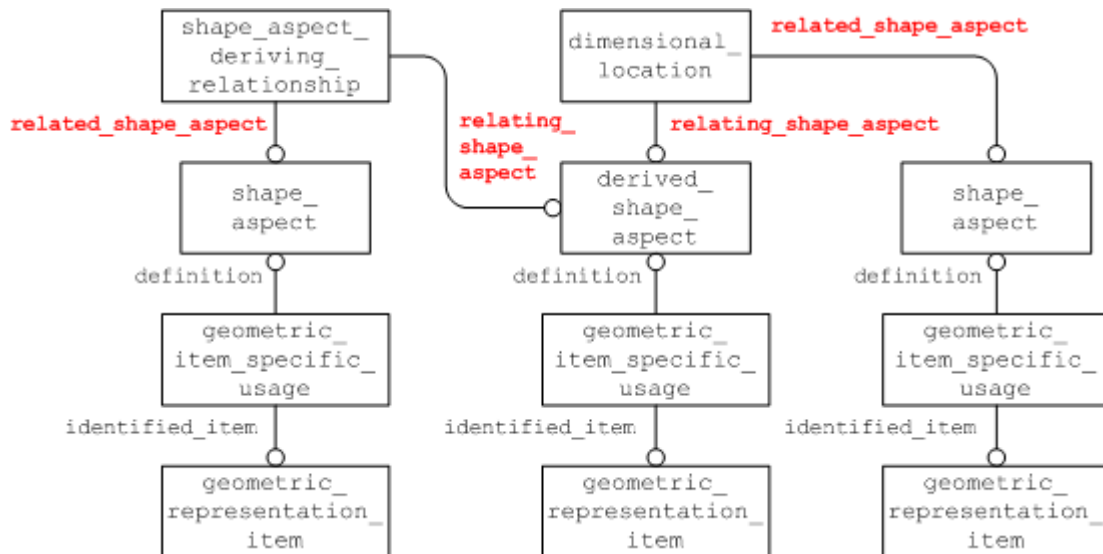 shape_aspect_
deriving_
relationship
dimensional_
location
related_shape_aspect
related_shape_aspect
relating_
shape_
aspect
relating_shape_aspect
shape_
aspect
derived_
shape_
aspect
shape_
aspect
definition
definition
definition
geometric_
item_specific_
usage
geometric_
item_specific_
usage
geometric_
item_specific_
usage
identified_item
identified_item
identified_item
geometric_
representation_
item
geometric_
representation_
item
geometric_
representation_
item